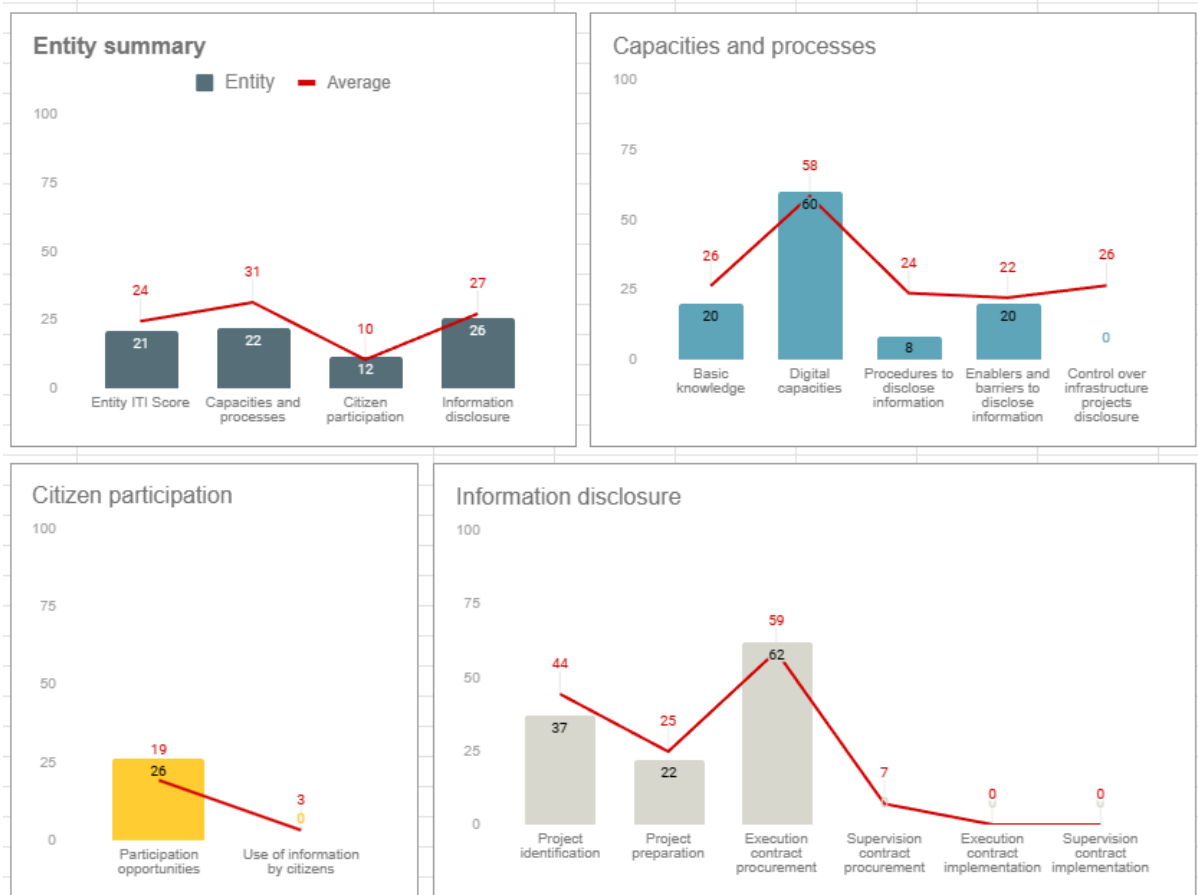 Entity summary
Entity Average
100
75
50
25
0
24
31
10
27
21
22
12
26
Entity ITI Score
Capacities and
processes
Citizen
participation
Information
disclosure
Capacities and processes
100
75
50
25
0
26
58
24
22
26
20
60
8
20
0
Basic
knowledge
Digital
capacities
Procedures to
disclose
information
Enablers and
barriers to
disclose
information
Control over
infrastructure
projects
disclosure
Citizen participation
100
75
50
25
0
19
26
3
0
Participation
opportunities
Use of information
by citizens
Information disclosure
100
75
50
25
0
44
25
59
7
0
0
37
22
62
0
0
0
Project
identification
Project
preparation
Execution
contract
procurement
Supervision
contract
procurement
Execution
contract
implementation
Supervision
contract
implementation